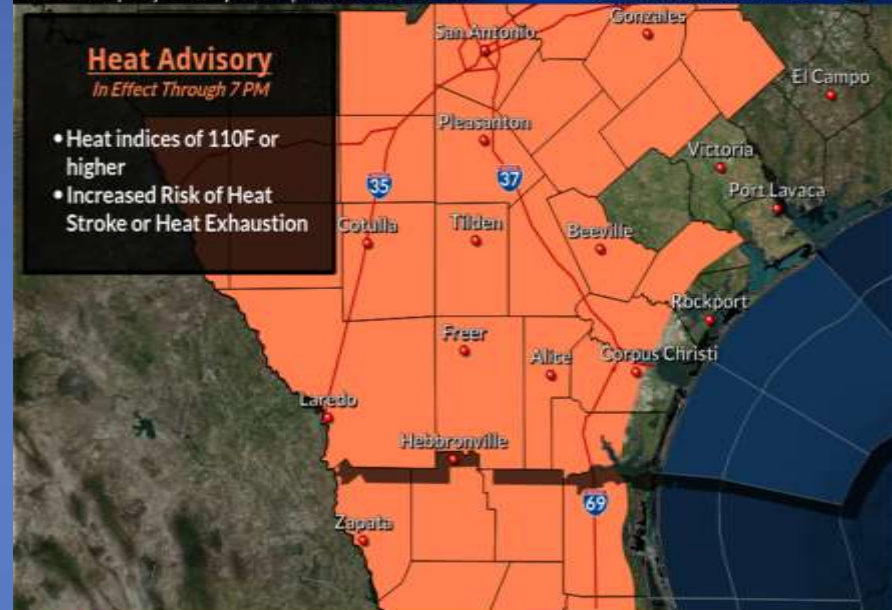 Heat Advisory
In Effect Through 7 PM
• Heat indices of 110F or
higher
• Increased Risk of Heat
Stroke or Heat Exhaustion
San Antonio
Gonzales
El Campo
Pleasanton
Victoria
35
37
Port Lavaca
Cotulla
Tilden
Beeville
Rockport
Freer
Alice
Corpus Christi
Laredo
Hebbronville
69
Zapata